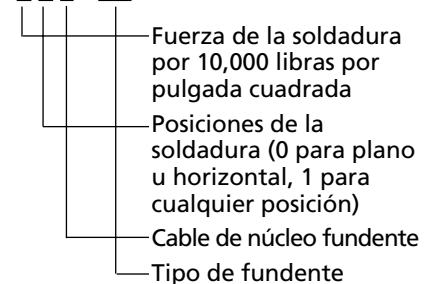 Fuerza de la soldadura
por 10,000 libras por
pulgada cuadrada
Posiciones de la
soldadura (0 para plano
u horizontal, 1 para
cualquier posición)
Cable de núcleo fundente
Tipo de fundente